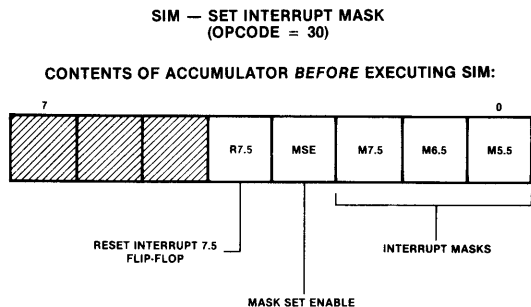 SIM — SET INTERRUPT MASK
(OPCODE = 30)
CONTENTS OF ACCUMULATOR BEFORE EXECUTING SIM:
7 0
R7.5 MSE M7.5 M6.5 M5.5
RESET INTERRUPT 7.5
FLIP-FLOP
INTERRUPT MASKS
MASK SET ENABLE